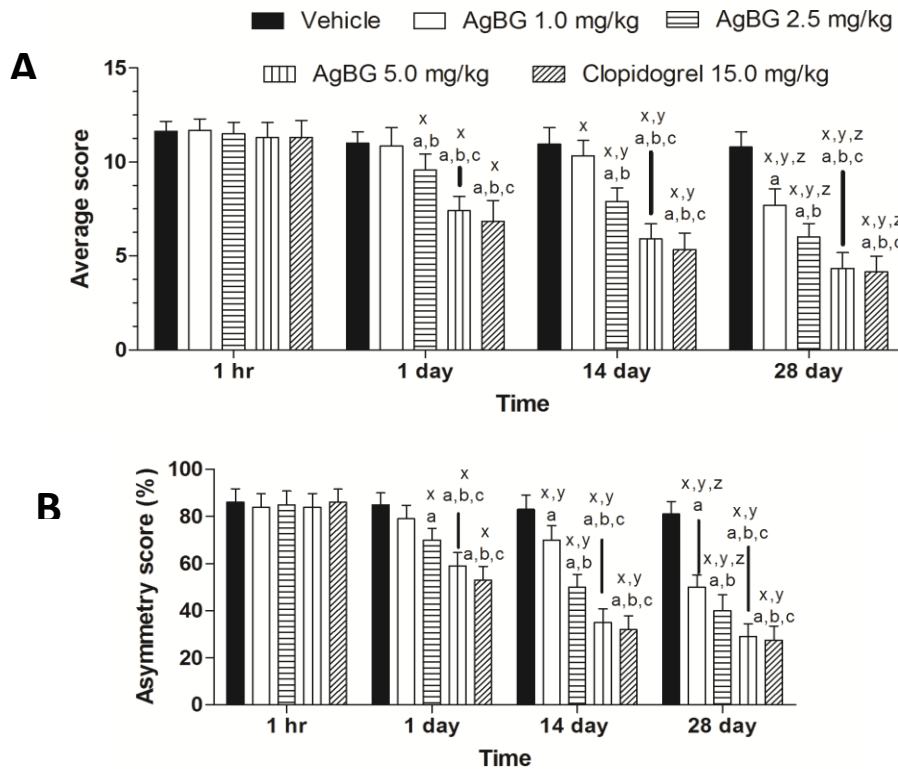 Vehicle AgBG 1.0 mg/kg AgBG 2.5 mg/kg
AgBG 5.0 mg/kg Clopidogrel 15.0 mg/kg
A
Average score
15
10
5
0
x
a,b
x
a,b,c
x
a,b,c
x
x,y
a,b
x,y
a,b,c
x,y
a,b,c
x,y,z
a
x,y,z
a,b
x,y,z
a,b,c
x,y,z
a,b,c
1 hr 1 day 14 day 28 day
Time
B
Asymmetry score (%)
100
80
60
40
20
0
x
a
x
a,b,c
x
a,b,c
x,y
a
x,y
a,b
x,y
a,b,c
x,y
a,b,c
x,y,z
a
x,y,z
a,b
x,y
a,b,c
x,y
a,b,c
1 hr 1 day 14 day 28 day
Time